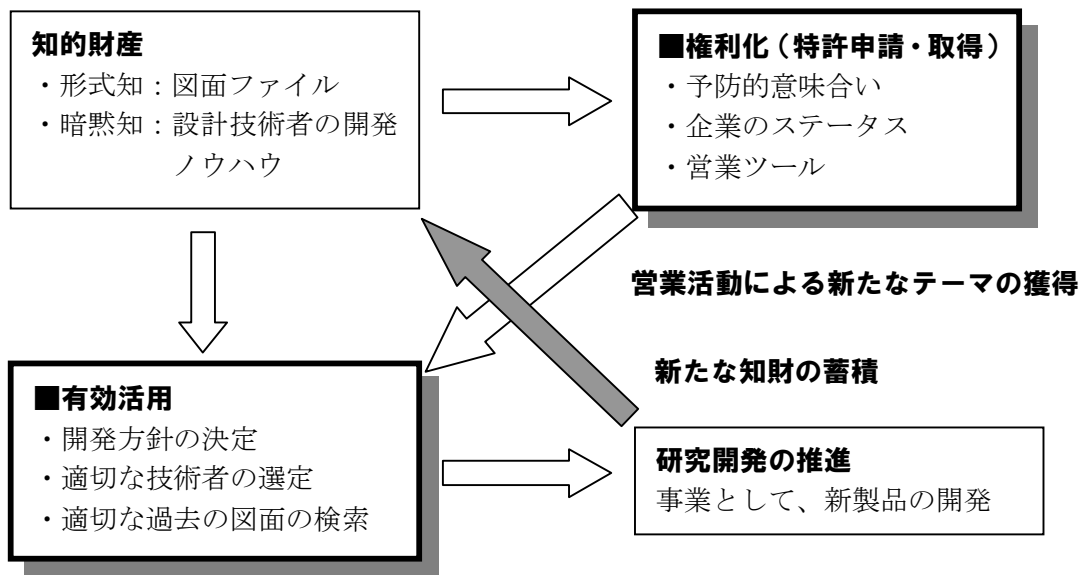 知的財産
・形式知：図面ファイル
・暗黙知：設計技術者の開発
ノウハウ
■権利化（特許申請・取得）
・予防的意味合い
・企業のステータス
・営業ツール
営業活動による新たなテーマの獲得
新たな知財の蓄積
■有効活用
・開発方針の決定
・適切な技術者の選定
・適切な過去の図面の検索
研究開発の推進
事業として、新製品の開発